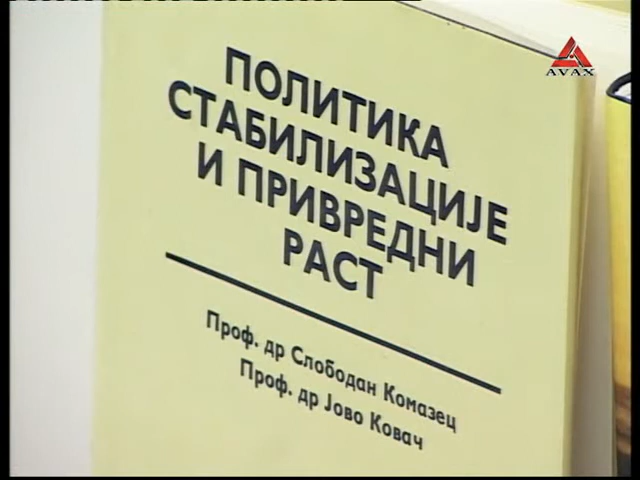 AVAX
ПОЛИТИКА
СТАБИЛИЗАЦИЈЕ
И ПРИВРЕДНИ
РАСТ
Проф. др Слободан Комазец
Проф. др Јово Ковач